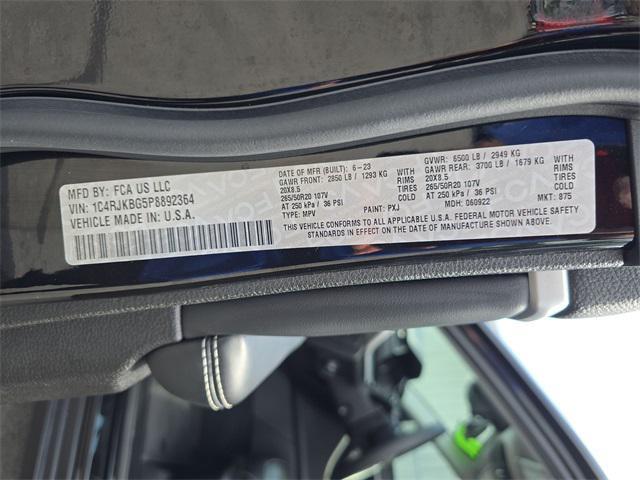 MFD BY: FCA US LLC
VIN: 1C4RJKBG5P8892364
VEHICLE MADE IN U.S.A.
DATE OF MFR (BUILT): 6-23
GAWR FRONT: 2850 LB / 1293 KG WITH
20X8.5 RIMS
265/50R20 107V TIRES
AT 250 kPa / 36 PSI COLD
TYPE: MPV PAINT: PXJ
GVWR: 6500 LB / 2949 KG
GAWR REAR: 3700 LB / 1679 KG WITH
20X8.5 RIMS
265/50R20 107V TIRES
AT 250 kPa / 36 PSI COLD
MDH: 060922 MKT: 875
THIS VEHICLE CONFORMS TO ALL APPLICABLE U.S.A. FEDERAL MOTOR VEHICLE SAFETY
STANDARDS IN EFFECT ON THE DATE OF MANUFACTURE SHOWN ABOVE.